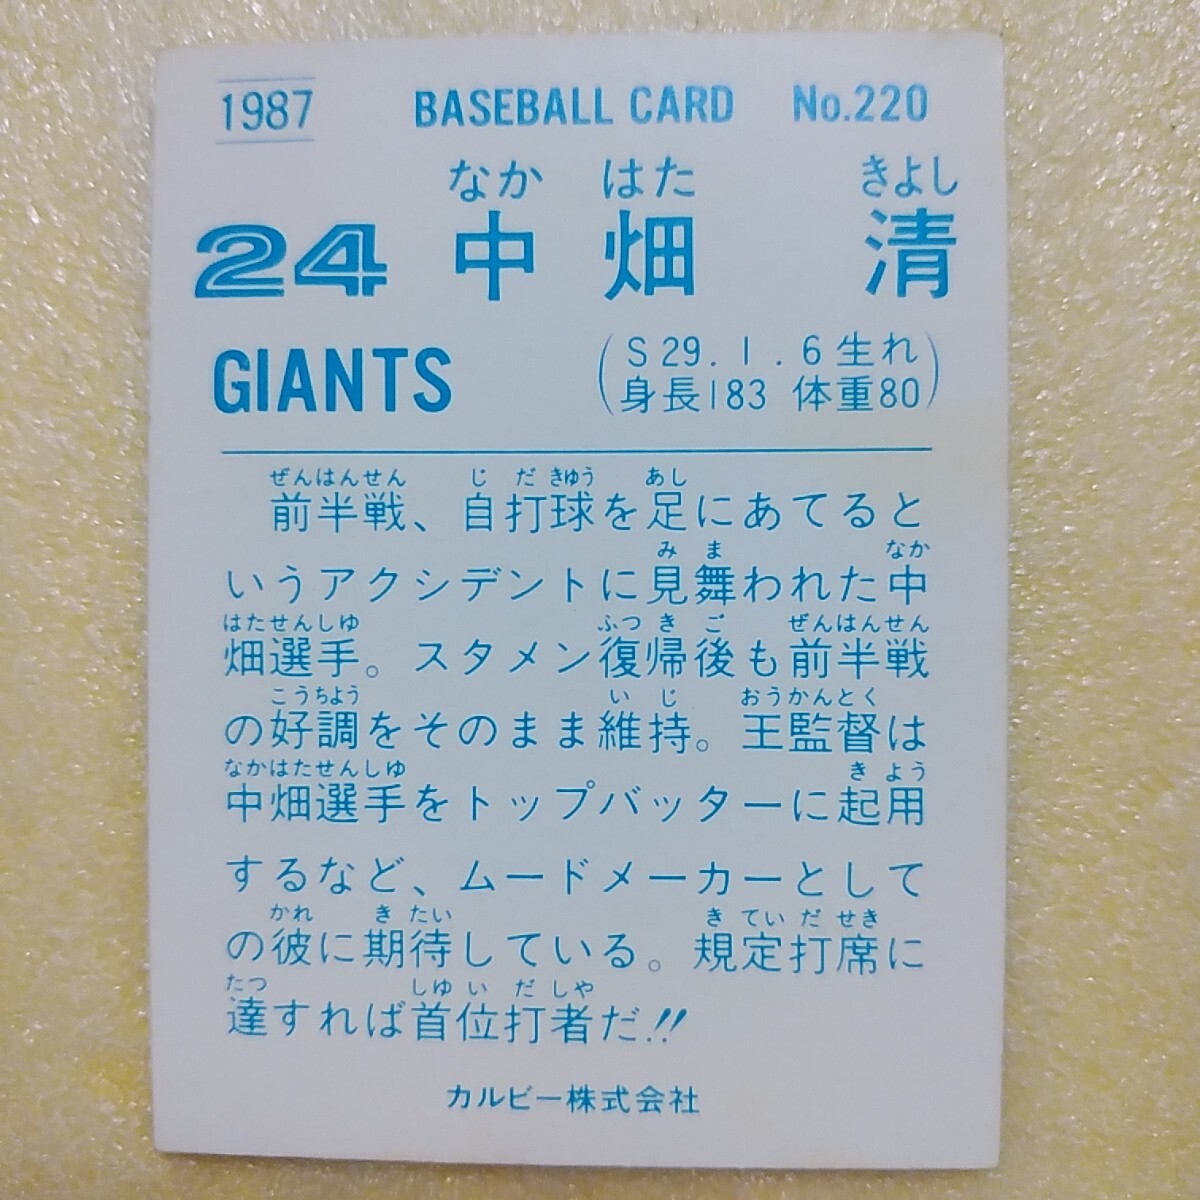 1987 BASEBALL CARD No.220
なか はた きよし
24 中畑 清
GIANTS
(S29.1.6生れ
身長183 体重80)
ぜんはんせん じ だ きゅう あし
前半戦、自打球を足にあてると
み ま なか
いうアクシデントに見舞われた中
はたせんしゆ ふつ き ご ぜんはんせん
畑選手。スタメン復帰後も前半戦
こうちよう い じ おうかんとく
の好調をそのまま維持。王監督は
なかはたせんしゆ き よう
中畑選手をトップバッターに起用
するなど、ムードメーカーとして
かれ き たい き てい だ せき
の彼に期待している。規定打席に
たつ しゆ い だ しや
達すれば首位打者だ!!
カルビー株式会社